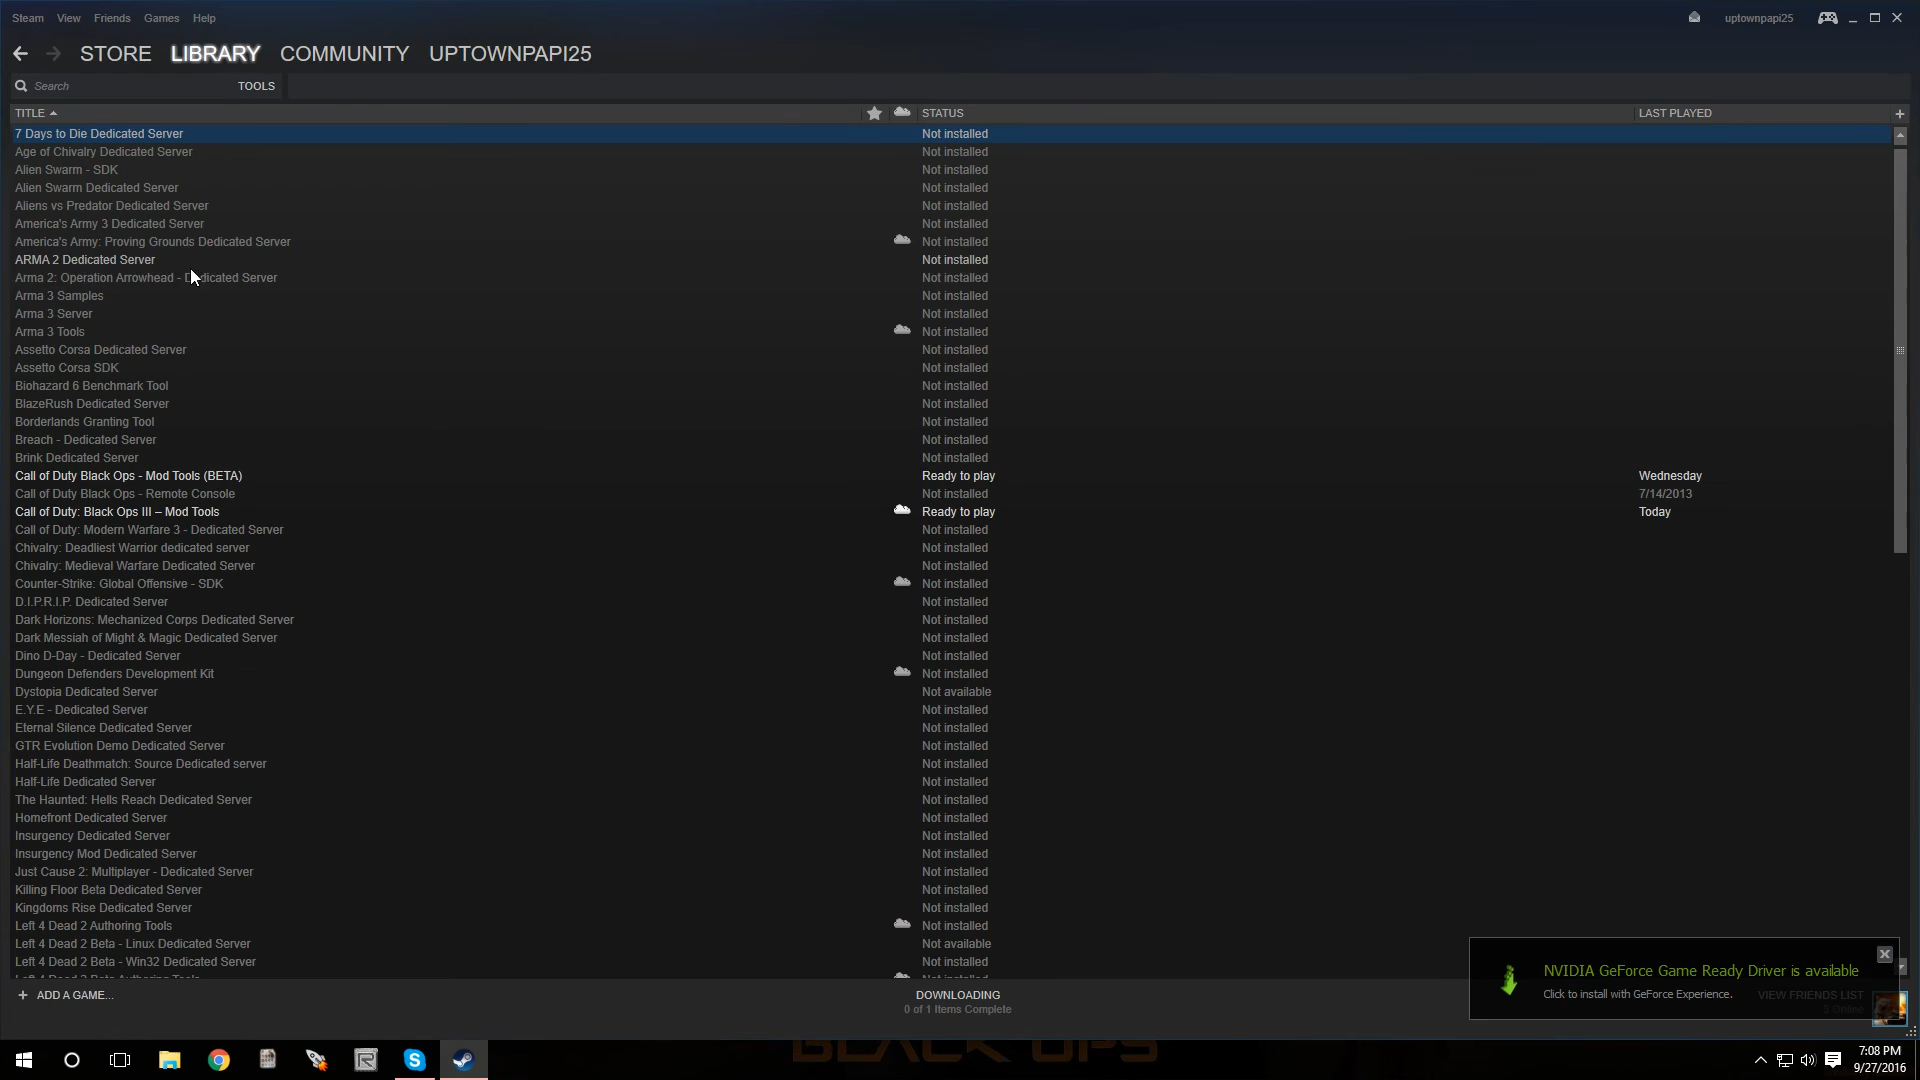 Steam View Friends Games Help uptownpapi25
STORE LIBRARY COMMUNITY UPTOWNPAPI25
Search TOOLS
TITLE STATUS LAST PLAYED
7 Days to Die Dedicated Server Not installed
Age of Chivalry Dedicated Server Not installed
Alien Swarm - SDK Not installed
Alien Swarm Dedicated Server Not installed
Aliens vs Predator Dedicated Server Not installed
America's Army 3 Dedicated Server Not installed
America's Army: Proving Grounds Dedicated Server Not installed
ARMA 2 Dedicated Server Not installed
Arma 2: Operation Arrowhead - Dedicated Server Not installed
Arma 3 Samples Not installed
Arma 3 Server Not installed
Arma 3 Tools Not installed
Assetto Corsa Dedicated Server Not installed
Assetto Corsa SDK Not installed
Biohazard 6 Benchmark Tool Not installed
BlazeRush Dedicated Server Not installed
Borderlands Granting Tool Not installed
Breach - Dedicated Server Not installed
Brink Dedicated Server Not installed
Call of Duty Black Ops - Mod Tools (BETA) Ready to play Wednesday
Call of Duty Black Ops - Remote Console Not installed 7/14/2013
Call of Duty: Black Ops III – Mod Tools Ready to play Today
Call of Duty: Modern Warfare 3 - Dedicated Server Not installed
Chivalry: Deadliest Warrior dedicated server Not installed
Chivalry: Medieval Warfare Dedicated Server Not installed
Counter-Strike: Global Offensive - SDK Not installed
D.I.P.R.I.P. Dedicated Server Not installed
Dark Horizons: Mechanized Corps Dedicated Server Not installed
Dark Messiah of Might & Magic Dedicated Server Not installed
Dino D-Day - Dedicated Server Not installed
Dungeon Defenders Development Kit Not installed
Dystopia Dedicated Server Not available
E.Y.E - Dedicated Server Not installed
Eternal Silence Dedicated Server Not installed
GTR Evolution Demo Dedicated Server Not installed
Half-Life Deathmatch: Source Dedicated server Not installed
Half-Life Dedicated Server Not installed
The Haunted: Hells Reach Dedicated Server Not installed
Homefront Dedicated Server Not installed
Insurgency Dedicated Server Not installed
Insurgency Mod Dedicated Server Not installed
Just Cause 2: Multiplayer - Dedicated Server Not installed
Killing Floor Beta Dedicated Server Not installed
Kingdoms Rise Dedicated Server Not installed
Left 4 Dead 2 Authoring Tools Not installed
Left 4 Dead 2 Beta - Linux Dedicated Server Not available
Left 4 Dead 2 Beta - Win32 Dedicated Server Not installed
Left 4 Dead 2 Beta Authoring Tools Not installed
NVIDIA GeForce Game Ready Driver is available
Click to install with GeForce Experience.
+ ADD A GAME... DOWNLOADING VIEW FRIENDS LIST
0 of 1 Items Complete 3 Online
BLACK OPS
7:08 PM
9/27/2016